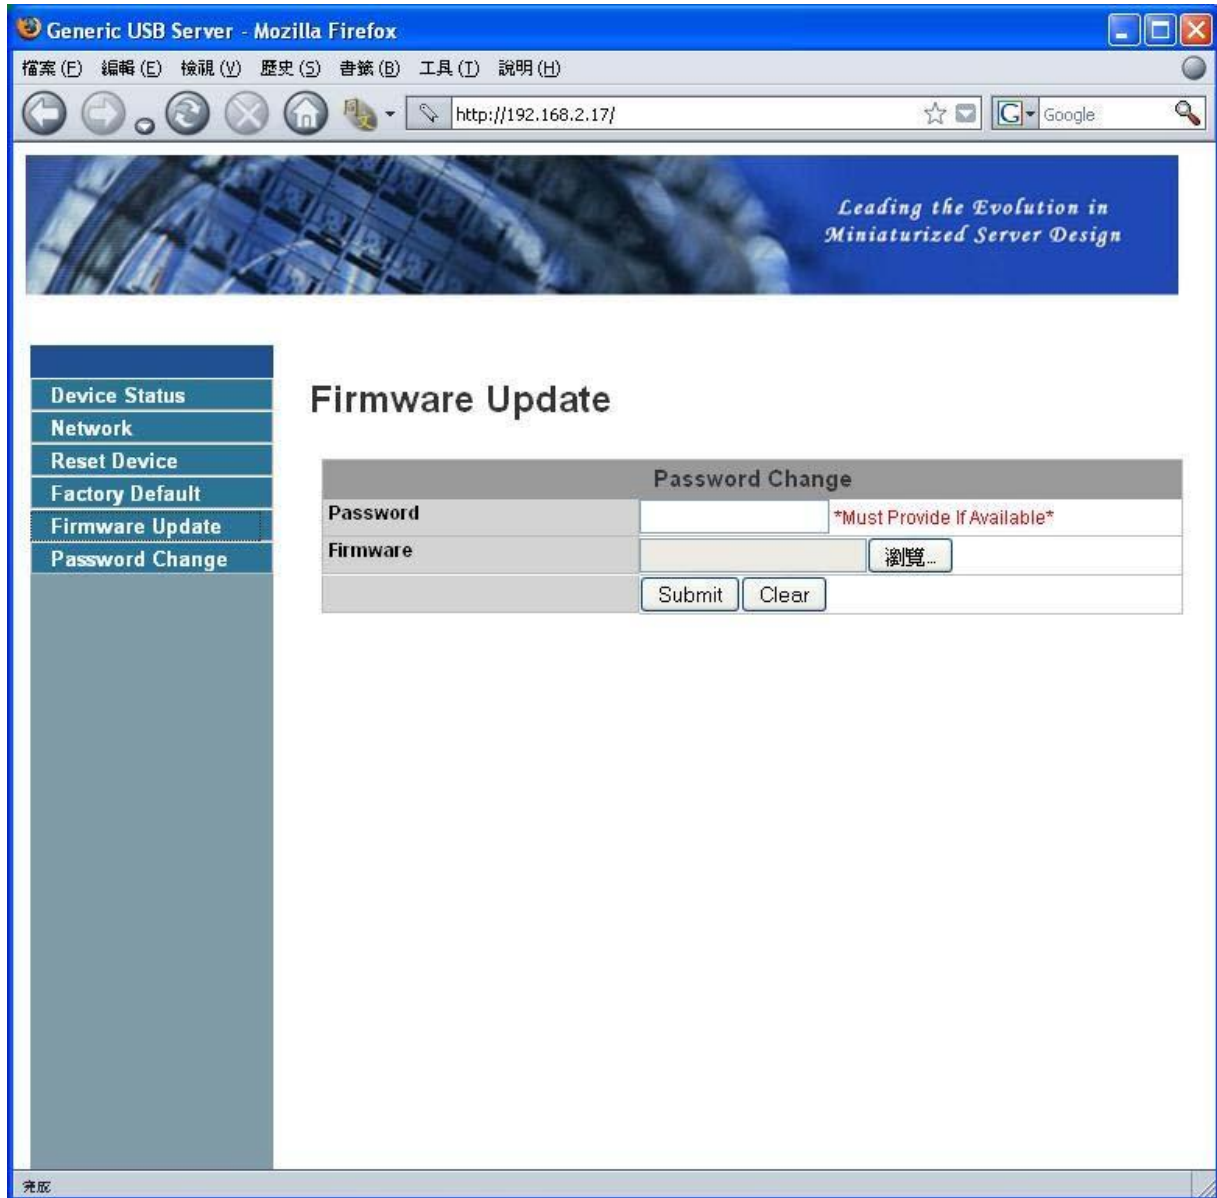 Generic USB Server - Mozilla Firefox
檔案(F) 編輯(E) 檢視(V) 歷史(S) 書籤(B) 工具(T) 說明(H)
http://192.168.2.17/
G Google
Leading the Evolution in
Miniaturized Server Design
Device Status
Network
Reset Device
Factory Default
Firmware Update
Password Change
Firmware Update
Password Change
Password *Must Provide If Available*
Firmware 瀏覽...
Submit Clear
完成